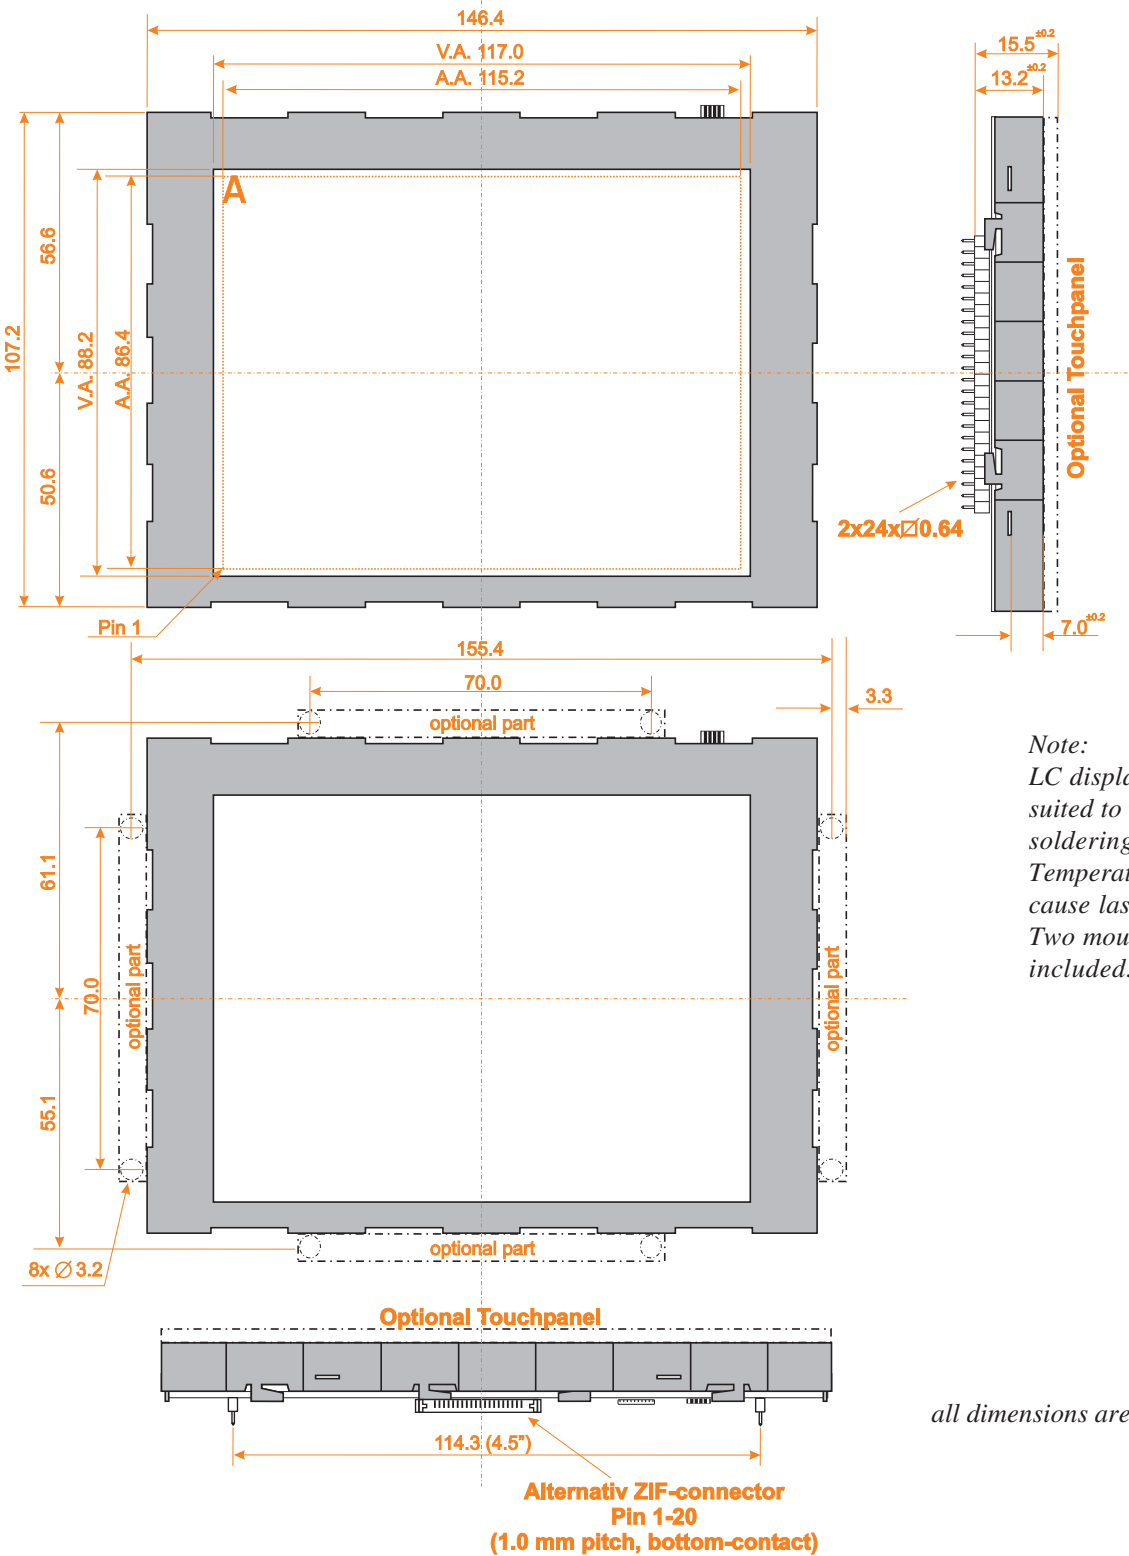 146.4
V.A. 117.0
A.A. 115.2
15.5 ±0.2
13.2 ±0.2
A
56.6
107.2
V.A. 88.2
A.A. 86.4
50.6
Optional Touchpanel
2x24x□0.64
Pin 1
7.0 ±0.2
155.4
70.0
3.3
optional part
61.1
70.0
optional part
optional part
55.1
optional part
8x ∅ 3.2
Note:
LC displa
suited to
soldering
Temperat
cause las
Two mou
included.
Optional Touchpanel
114.3 (4.5")
all dimensions are
Alternativ ZIF-connector
Pin 1-20
(1.0 mm pitch, bottom-contact)